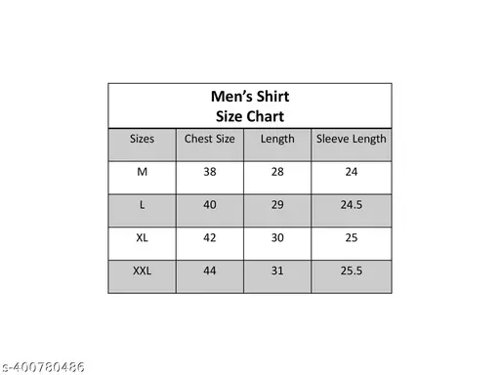 Men’s Shirt
Size Chart
Sizes Chest Size Length Sleeve Length
M 38 28 24
L 40 29 24.5
XL 42 30 25
XXL 44 31 25.5
s-400780486